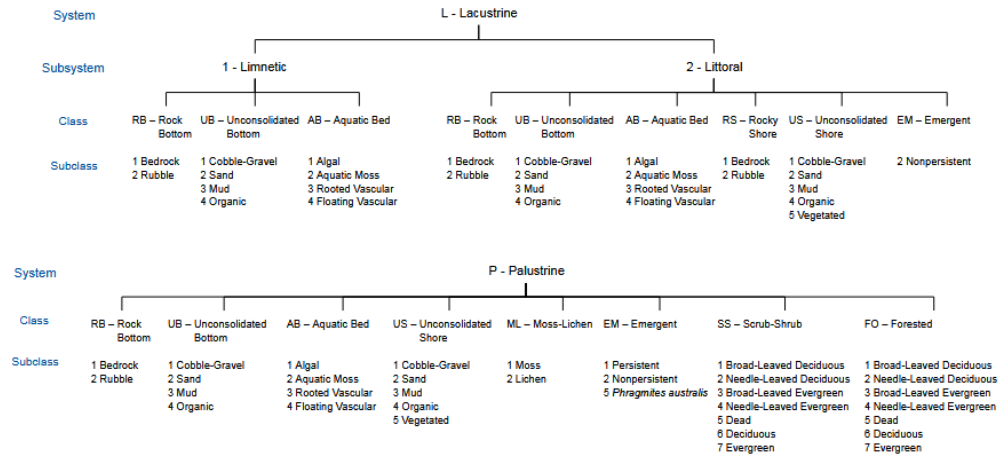 System
L - Lacustrine
Subsystem
1 - Limnetic
2 - Littoral
Class
RB – Rock Bottom
UB – Unconsolidated Bottom
AB – Aquatic Bed
RB – Rock Bottom
UB – Unconsolidated Bottom
AB – Aquatic Bed
RS – Rocky Shore
US – Unconsolidated Shore
EM – Emergent
Subclass
1 Bedrock
2 Rubble
1 Cobble-Gravel
2 Sand
3 Mud
4 Organic
1 Algal
2 Aquatic Moss
3 Rooted Vascular
4 Floating Vascular
1 Bedrock
2 Rubble
1 Cobble-Gravel
2 Sand
3 Mud
4 Organic
1 Algal
2 Aquatic Moss
3 Rooted Vascular
4 Floating Vascular
1 Bedrock
2 Rubble
1 Cobble-Gravel
2 Sand
3 Mud
4 Organic
5 Vegetated
2 Nonpersistent
System
P - Palustrine
Class
RB – Rock Bottom
UB – Unconsolidated Bottom
AB – Aquatic Bed
US – Unconsolidated Shore
ML – Moss-Lichen
EM – Emergent
SS – Scrub-Shrub
FO – Forested
Subclass
1 Bedrock
2 Rubble
1 Cobble-Gravel
2 Sand
3 Mud
4 Organic
1 Algal
2 Aquatic Moss
3 Rooted Vascular
4 Floating Vascular
1 Cobble-Gravel
2 Sand
3 Mud
4 Organic
5 Vegetated
1 Moss
2 Lichen
1 Persistent
2 Nonpersistent
5 Phragmites australis
1 Broad-Leaved Deciduous
2 Needle-Leaved Deciduous
3 Broad-Leaved Evergreen
4 Needle-Leaved Evergreen
5 Dead
6 Deciduous
7 Evergreen
1 Broad-Leaved Deciduous
2 Needle-Leaved Deciduous
3 Broad-Leaved Evergreen
4 Needle-Leaved Evergreen
5 Dead
6 Deciduous
7 Evergreen